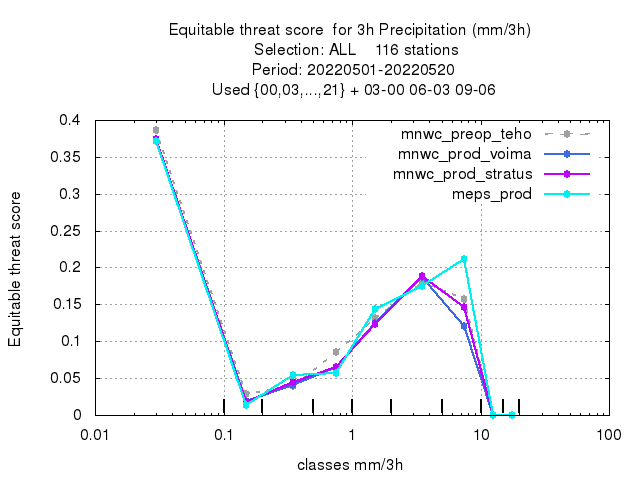 Equitable threat score  for 3h Precipitation (mm/3h)
Selection: ALL    116 stations
Period: 20220501-20220520
Used {00,03,...,21} + 03-00 06-03 09-06
mnwc_preop_teho
mnwc_prod_voima
mnwc_prod_stratus
meps_prod
Equitable threat score
0.4
0.35
0.3
0.25
0.2
0.15
0.1
0.05
0
0.01 0.1 1 10 100
classes mm/3h